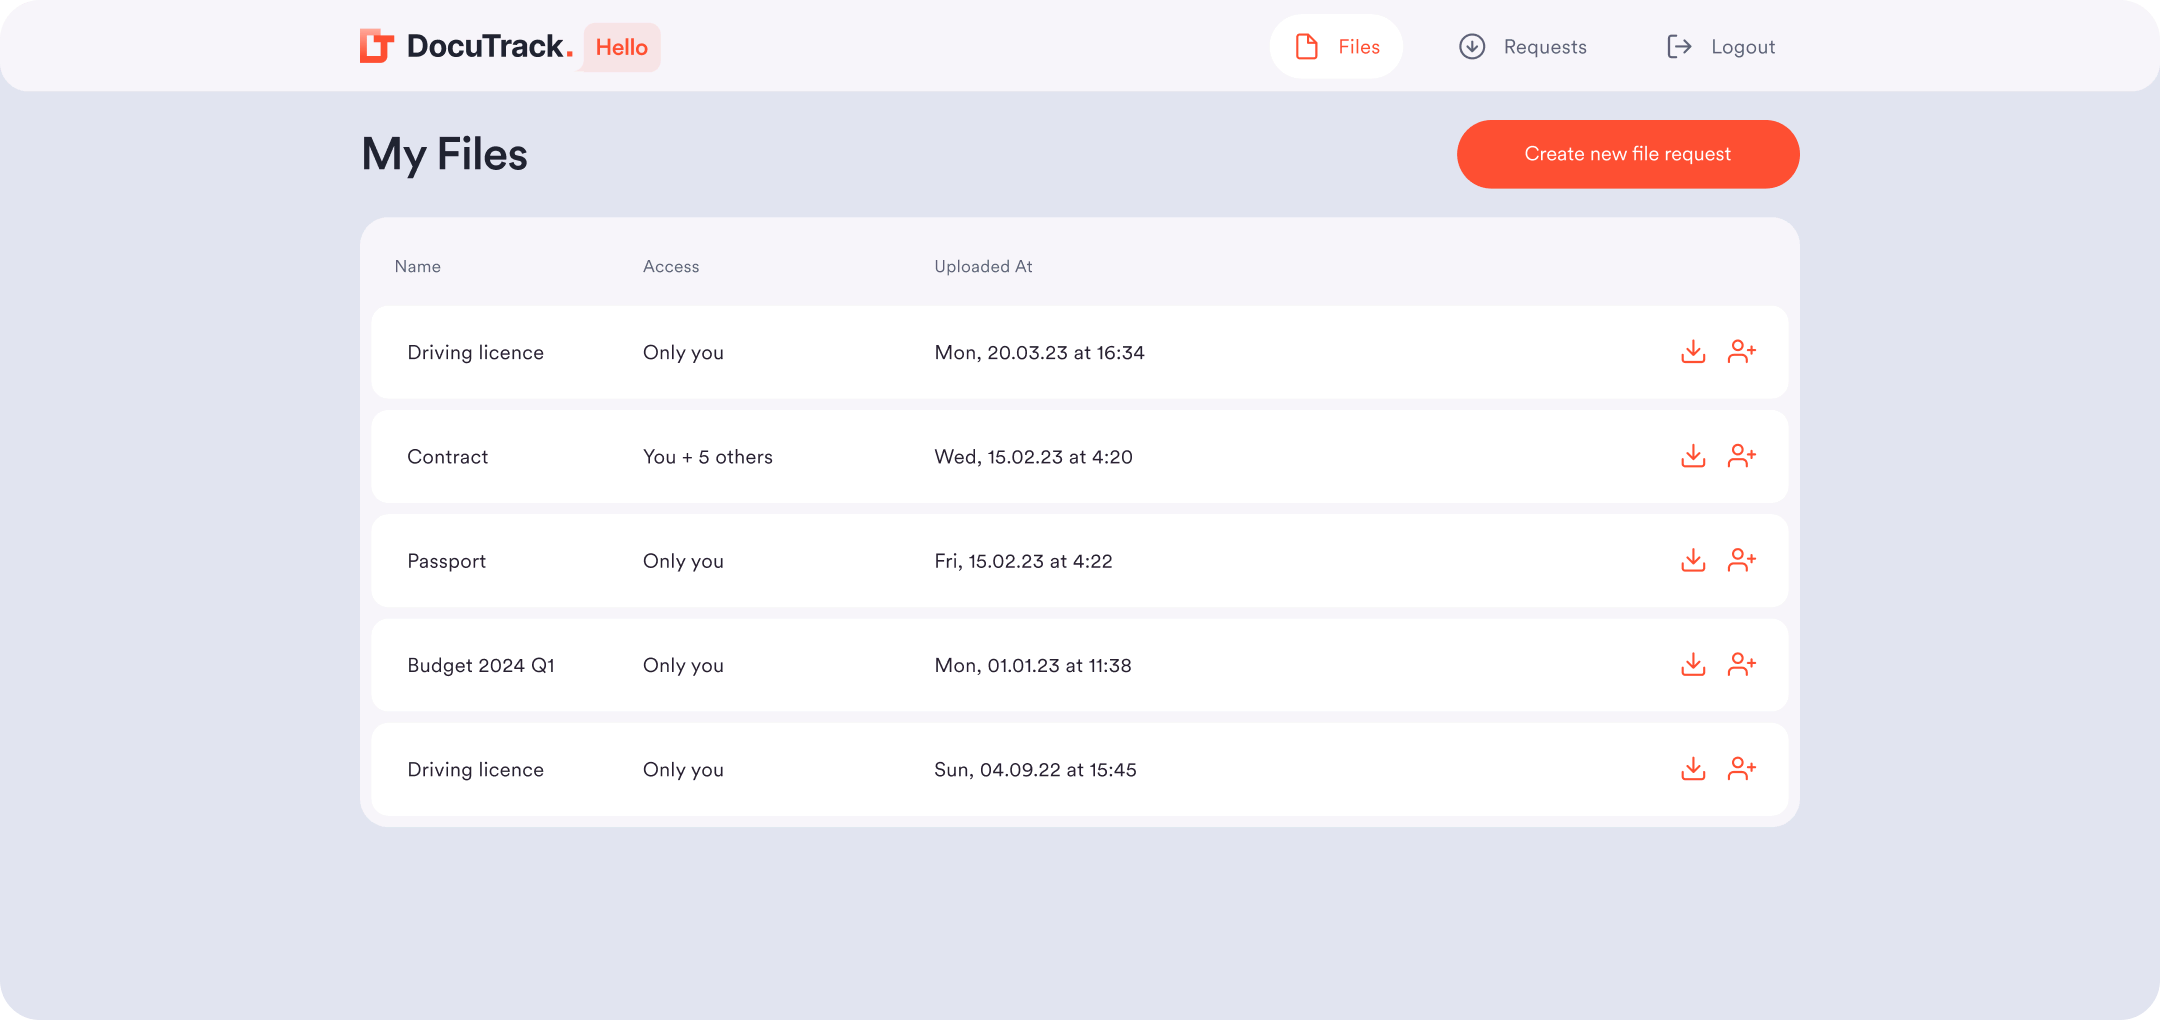 DocuTrack. Hello Files Requests Logout
My Files Create new file request
Name Access Uploaded At
Driving licence Only you Mon, 20.03.23 at 16:34
Contract You + 5 others Wed, 15.02.23 at 4:20
Passport Only you Fri, 15.02.23 at 4:22
Budget 2024 Q1 Only you Mon, 01.01.23 at 11:38
Driving licence Only you Sun, 04.09.22 at 15:45